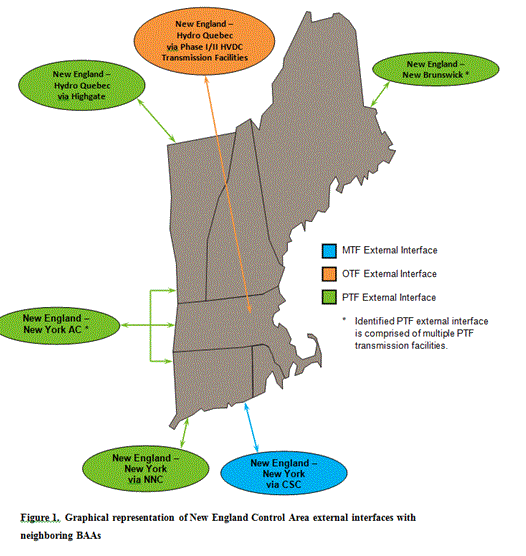 New England –
Hydro Quebec
via Phase I/II HVDC
Transmission Facilities
New England –
Hydro Quebec
via Highgate
New England –
New Brunswick *
MTF External Interface
OTF External Interface
PTF External Interface
* Identified PTF external interface
is comprised of multiple PTF
transmission facilities.
New England –
New York AC *
New England –
New York
via NNC
New England –
New York
via CSC
Figure 1. Graphical representation of New England Control Area external interfaces with
neighboring BAAs